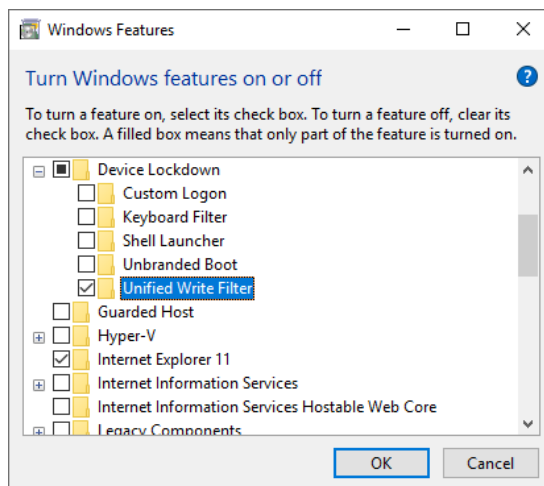 Windows Features
Turn Windows features on or off
?
To turn a feature on, select its check box. To turn a feature off, clear its
check box. A filled box means that only part of the feature is turned on.
Device Lockdown
Custom Logon
Keyboard Filter
Shell Launcher
Unbranded Boot
Unified Write Filter
Guarded Host
Hyper-V
Internet Explorer 11
Internet Information Services
Internet Information Services Hostable Web Core
Legacy Components
OK Cancel